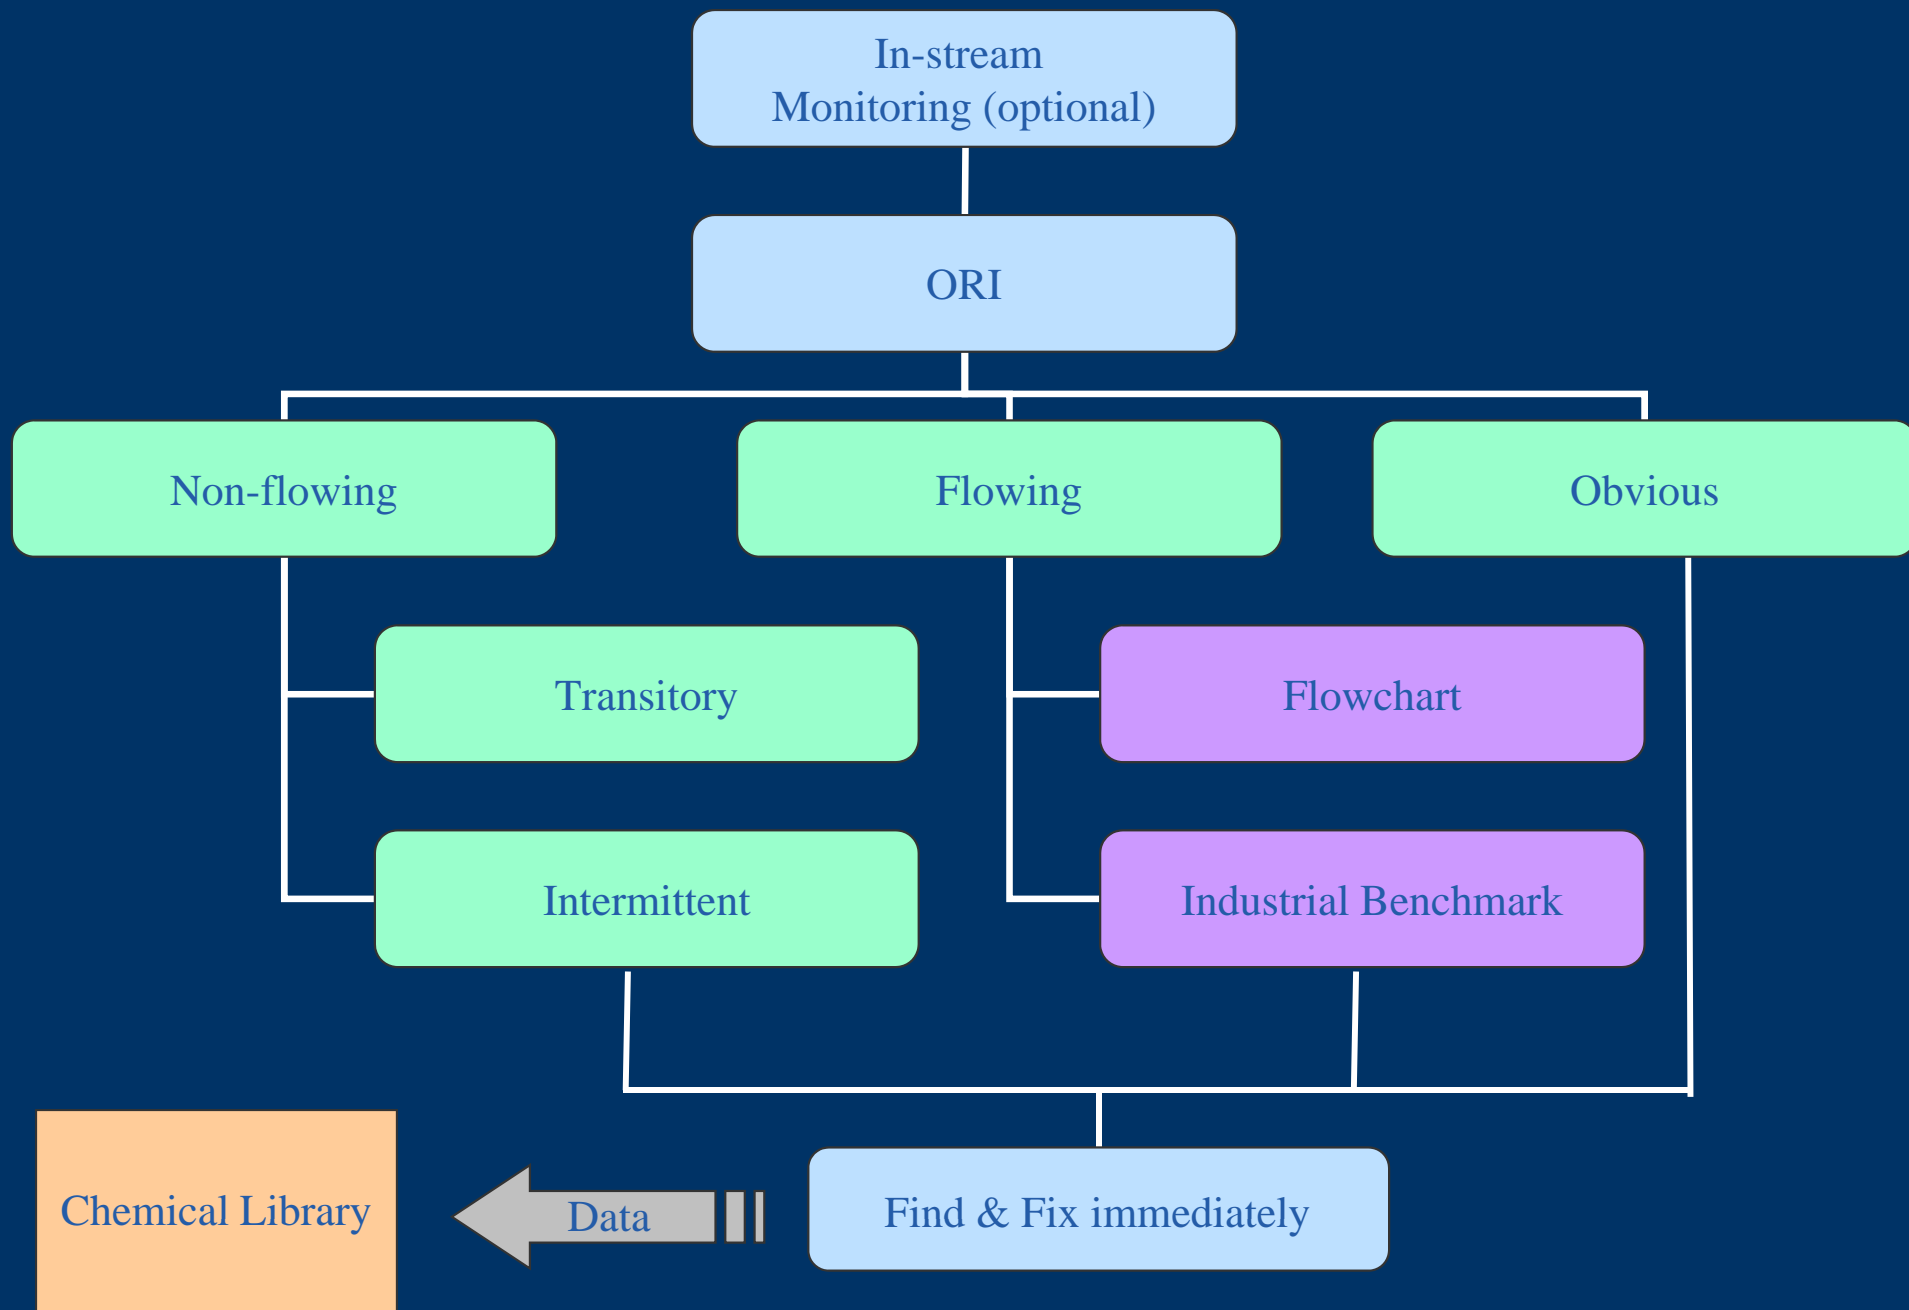 In-stream
Monitoring (optional)
ORI
Non-flowing
Flowing
Obvious
Transitory
Flowchart
Intermittent
Industrial Benchmark
Chemical Library
Data
Find & Fix immediately